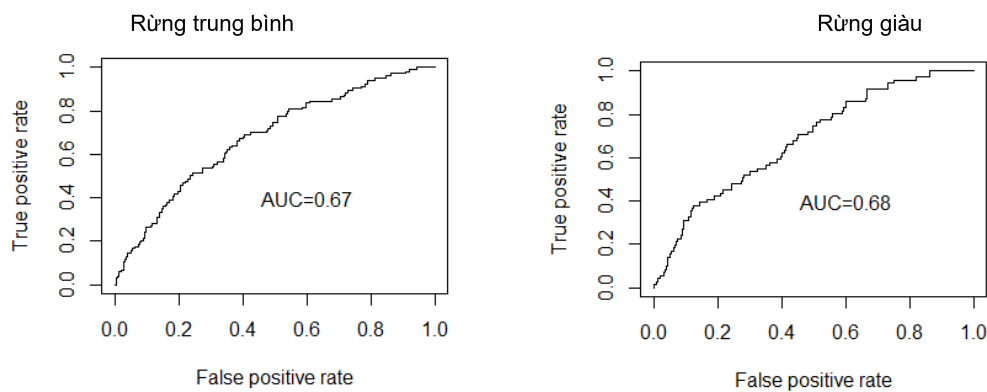 Rừng trung bình
True positive rate
1.0
0.8
0.6
0.4
0.2
0.0
AUC=0.67
0.0 0.2 0.4 0.6 0.8 1.0
False positive rate
Rừng giàu
True positive rate
1.0
0.8
0.6
0.4
0.2
0.0
AUC=0.68
0.0 0.2 0.4 0.6 0.8 1.0
False positive rate